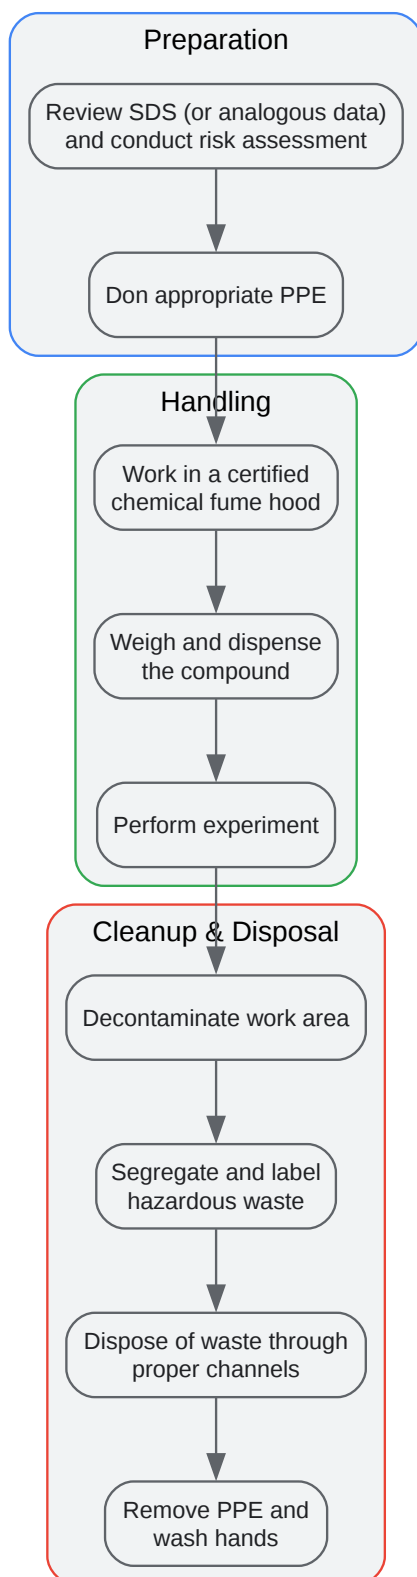 Preparation
Review SDS (or analogous data)
and conduct risk assessment
Don appropriate PPE
Handling
Work in a certified
chemical fume hood
Weigh and dispense
the compound
Perform experiment
Cleanup & Disposal
Decontaminate work area
Segregate and label
hazardous waste
Dispose of waste through
proper channels
Remove PPE and
wash hands